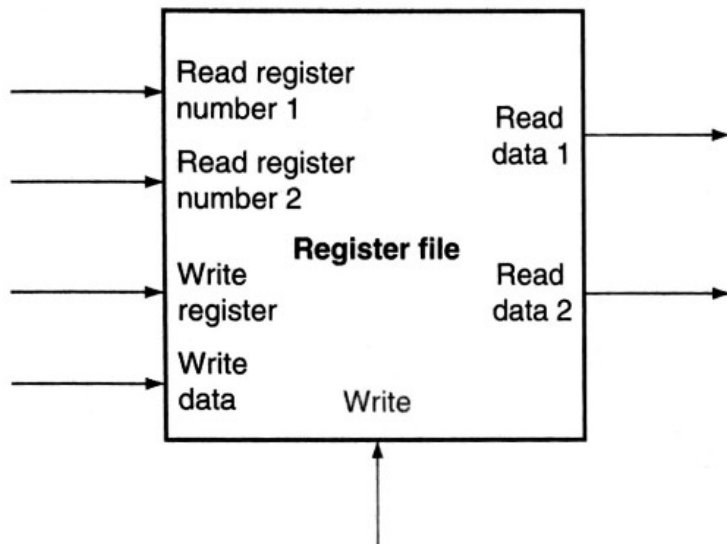 Read register
number 1
Read register
number 2
Write
register
Write
data
Register file
Write
Read
data 1
Read
data 2